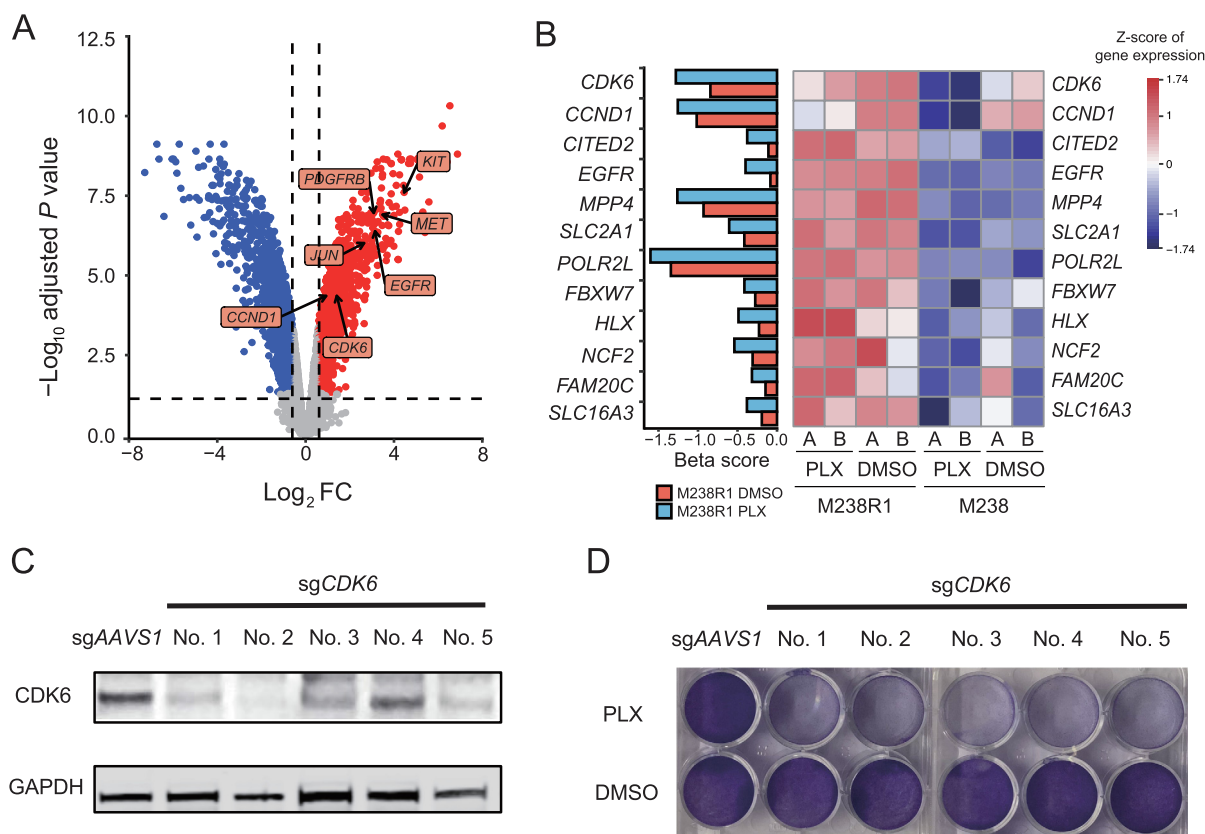 A
12.5
10.0
7.5
5.0
2.5
0.0
−Log10 adjusted P value
−4
0
4
8
Log2 FC
KIT
PDGFRB
MET
JUN
EGFR
CCND1
CDK6
B
Z-score of
gene expression
1.74
1
0
−1
−1.74
CDK6
CCND1
CITED2
EGFR
MPP4
SLC2A1
POLR2L
FBXW7
HLX
NCF2
FAM20C
SLC16A3
CDK6
CCND1
CITED2
EGFR
MPP4
SLC2A1
POLR2L
FBXW7
HLX
NCF2
FAM20C
SLC16A3
−1.5 −1.0 −0.5 0.0
Beta score
M238R1 DMSO
M238R1 PLX
A B A B A B A B
PLX DMSO PLX DMSO
M238R1 M238
C
sgCDK6
sgAAVS1 No. 1 No. 2 No. 3 No. 4 No. 5
CDK6
GAPDH
D
sgCDK6
sgAAVS1 No. 1 No. 2 No. 3 No. 4 No. 5
PLX
DMSO